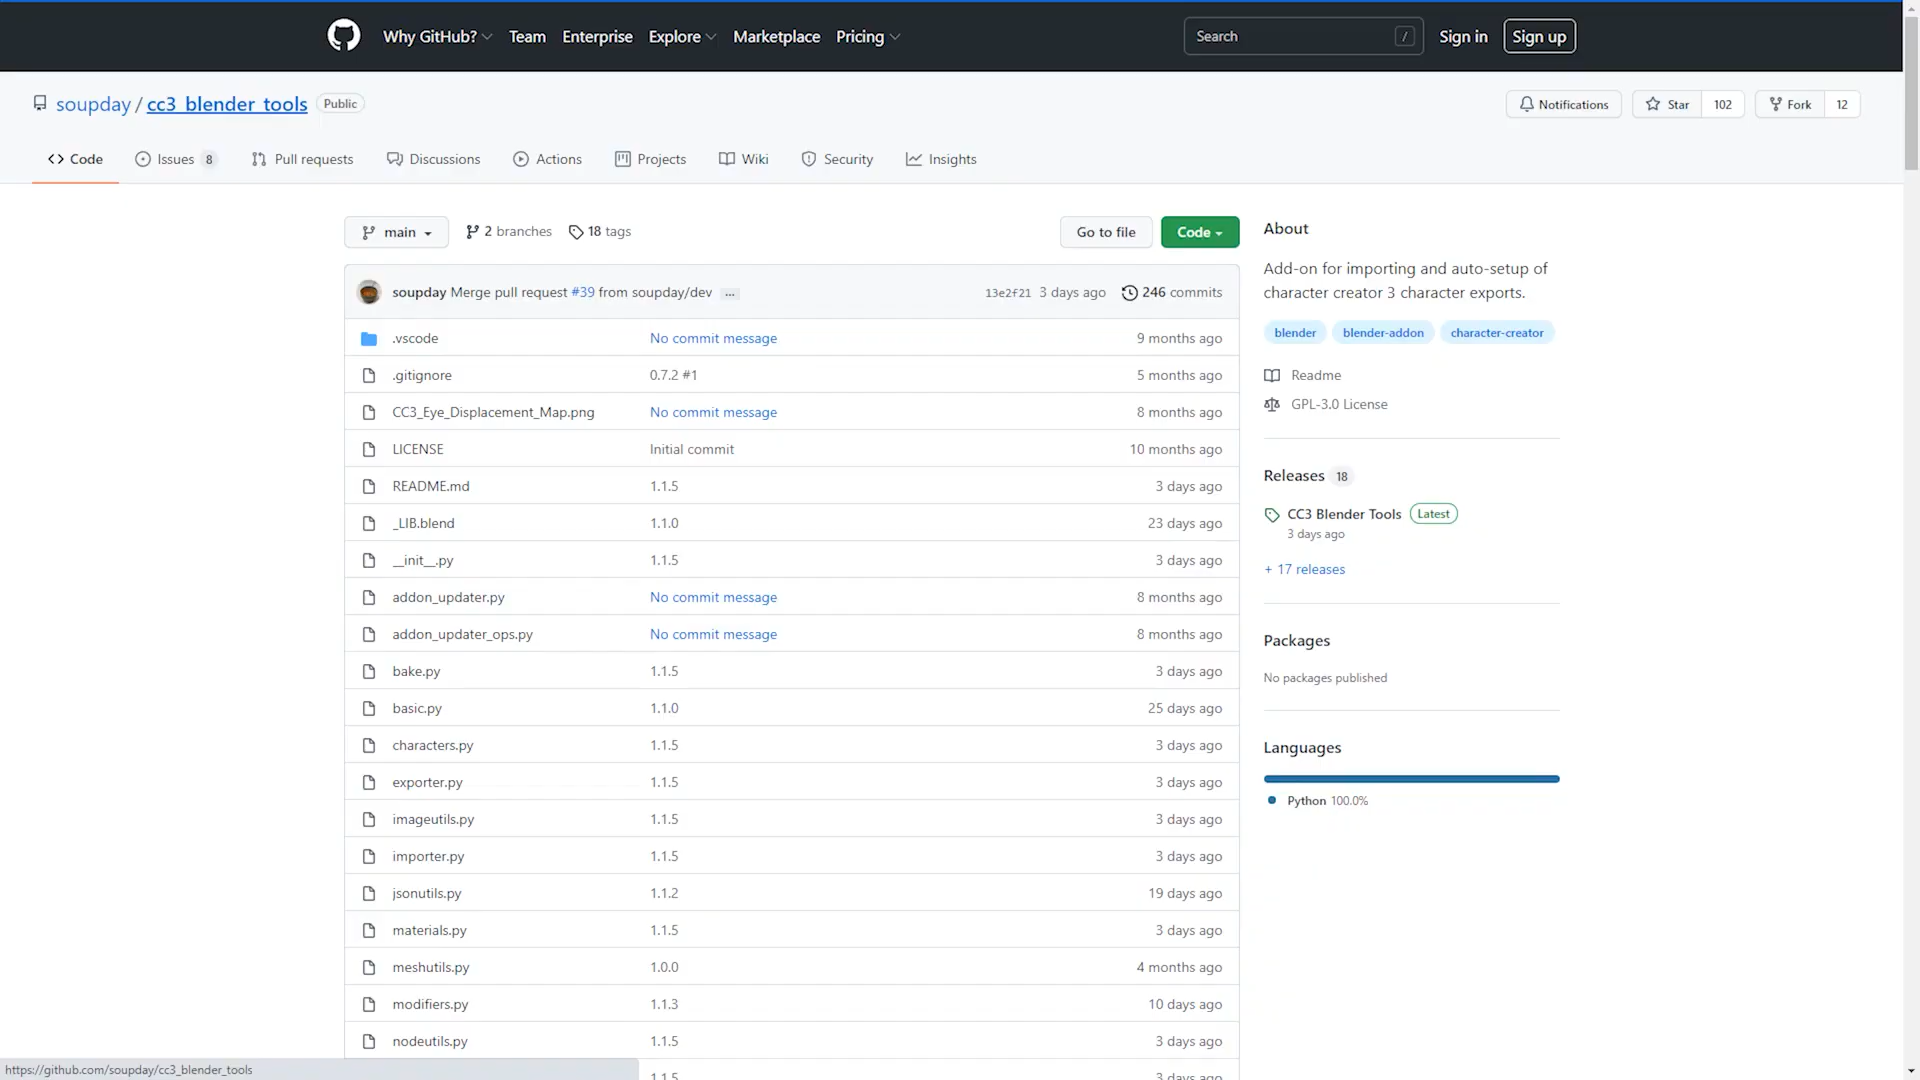 Why GitHub? Team Enterprise Explore Marketplace Pricing Search / Sign in Sign up
soupday / cc3_blender_tools Public Notifications Star 102 Fork 12
<> Code Issues 8 Pull requests Discussions Actions Projects Wiki Security Insights
main 2 branches 18 tags Go to file Code
soupday Merge pull request #39 from soupday/dev ... 13e2f21 3 days ago 246 commits
.vscode No commit message 9 months ago
.gitignore 0.7.2 #1 5 months ago
CC3_Eye_Displacement_Map.png No commit message 8 months ago
LICENSE Initial commit 10 months ago
README.md 1.1.5 3 days ago
_LIB.blend 1.1.0 23 days ago
__init__.py 1.1.5 3 days ago
addon_updater.py No commit message 8 months ago
addon_updater_ops.py No commit message 8 months ago
bake.py 1.1.5 3 days ago
basic.py 1.1.0 25 days ago
characters.py 1.1.5 3 days ago
exporter.py 1.1.5 3 days ago
imageutils.py 1.1.5 3 days ago
importer.py 1.1.5 3 days ago
jsonutils.py 1.1.2 19 days ago
materials.py 1.1.5 3 days ago
meshutils.py 1.0.0 4 months ago
modifiers.py 1.1.3 10 days ago
nodeutils.py 1.1.5 3 days ago
1.1.5 3 days ago
About
Add-on for importing and auto-setup of
character creator 3 character exports.
blender blender-addon character-creator
Readme
GPL-3.0 License
Releases 18
CC3 Blender Tools Latest
3 days ago
+ 17 releases
Packages
No packages published
Languages
Python 100.0%
https://github.com/soupday/cc3_blender_tools